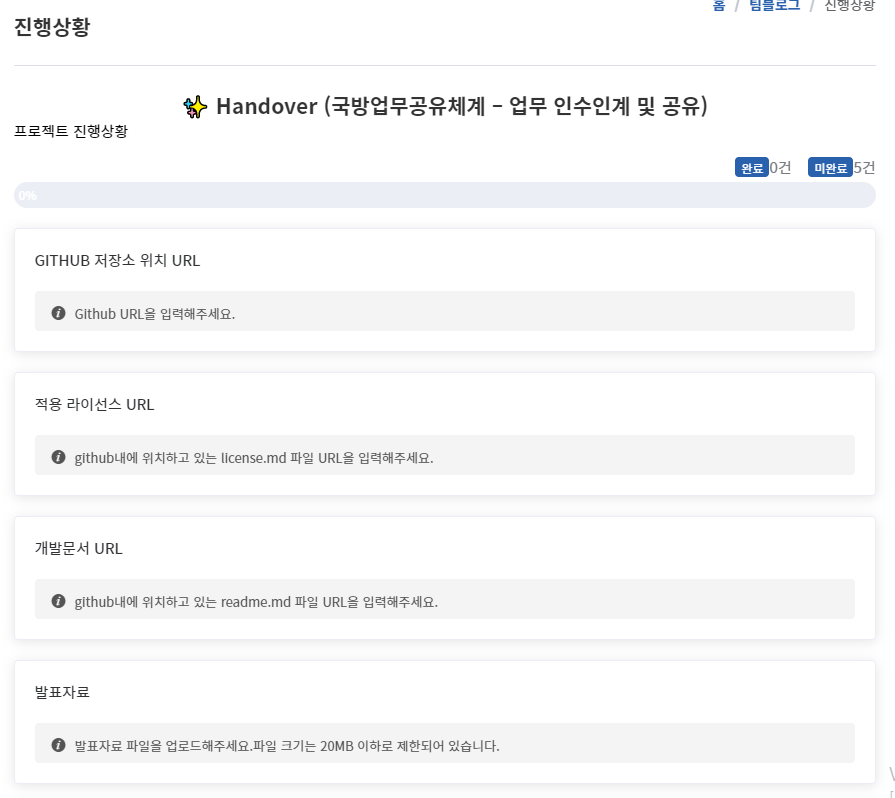 홈 / 팀블로그 / 진행상황
진행상황
✨ Handover (국방업무공유체계 – 업무 인수인계 및 공유)
프로젝트 진행상황
완료 0건 미완료 5건
0%
GITHUB 저장소 위치 URL
Github URL을 입력해주세요.
적용 라이선스 URL
github내에 위치하고 있는 license.md 파일 URL을 입력해주세요.
개발문서 URL
github내에 위치하고 있는 readme.md 파일 URL을 입력해주세요.
발표자료
발표자료 파일을 업로드해주세요.파일 크기는 20MB 이하로 제한되어 있습니다.